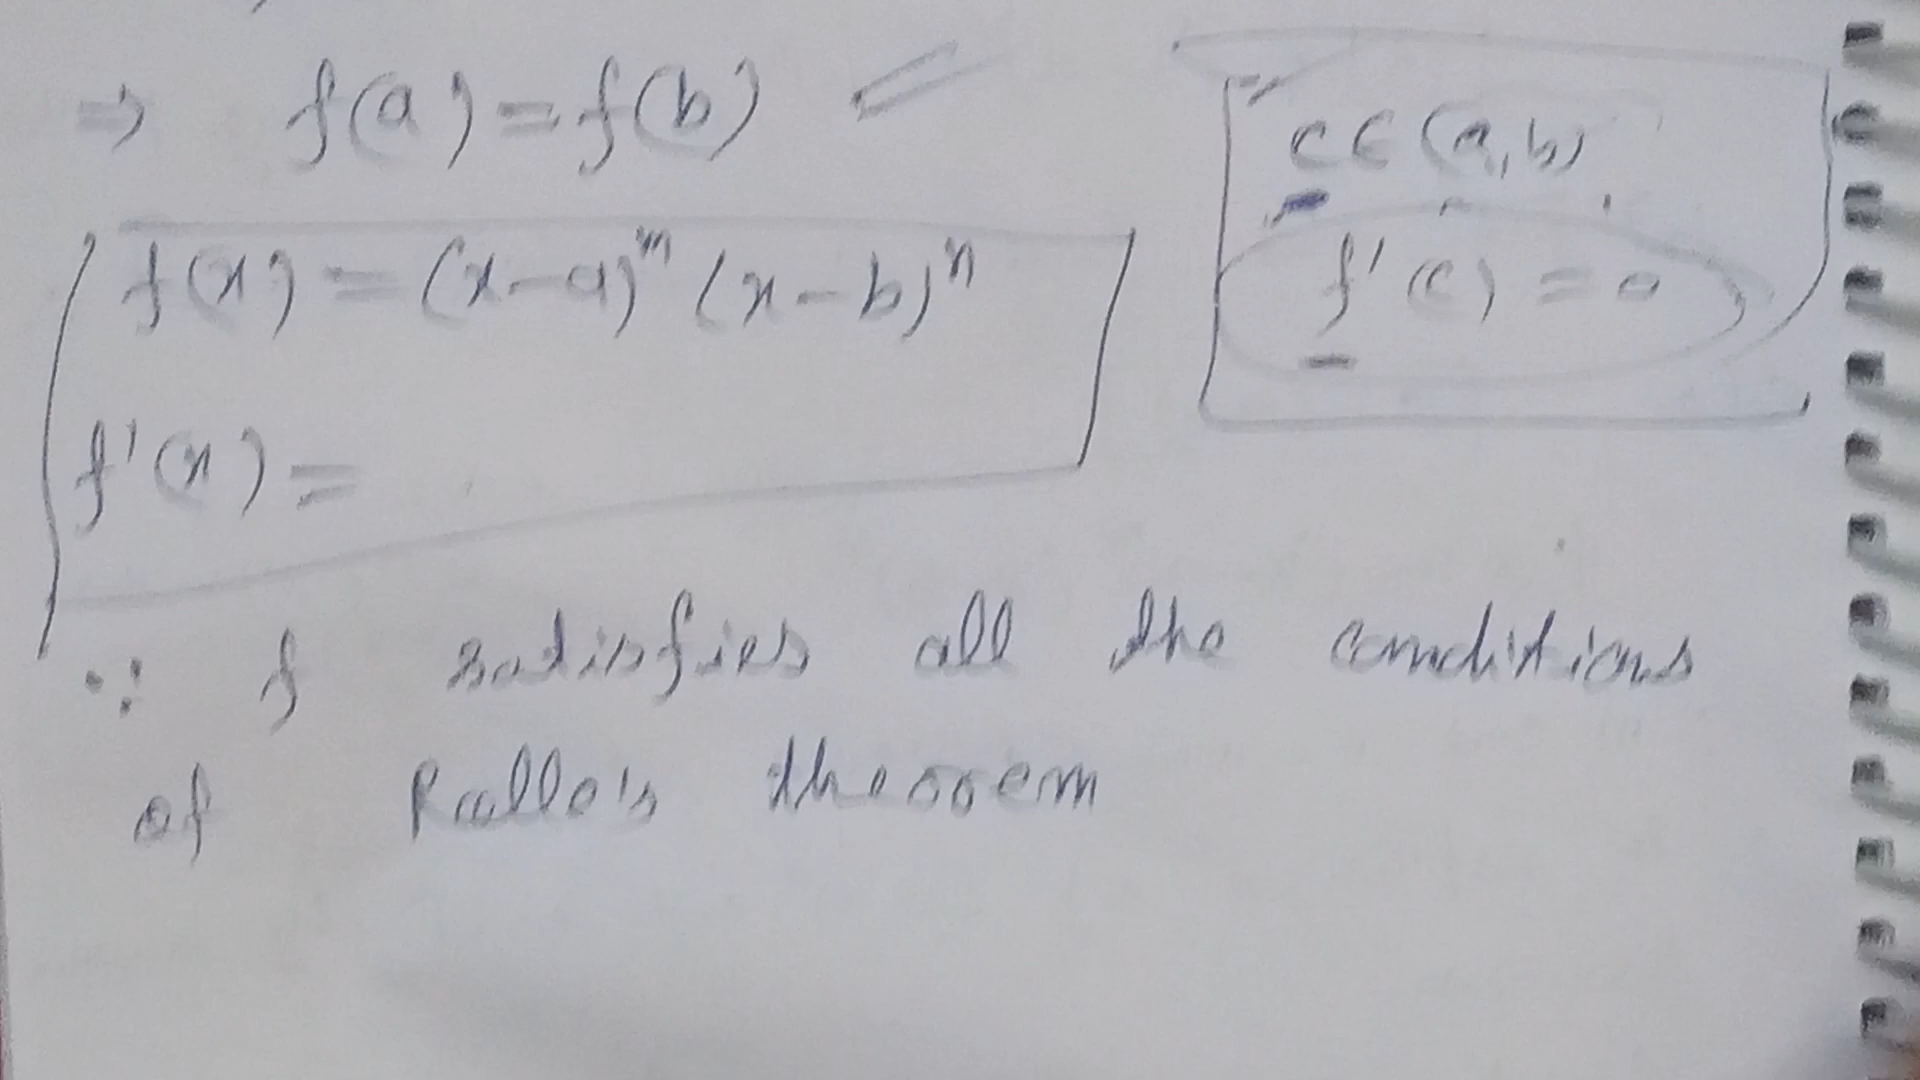 ⇒ f(a) = f(b)
c ∈ (a, b)
f'(c) = 0
f(x) = (x-a)^m (x-b)^n
f'(x) =
∵ f satisfies all the conditions
of Rolle's theorem